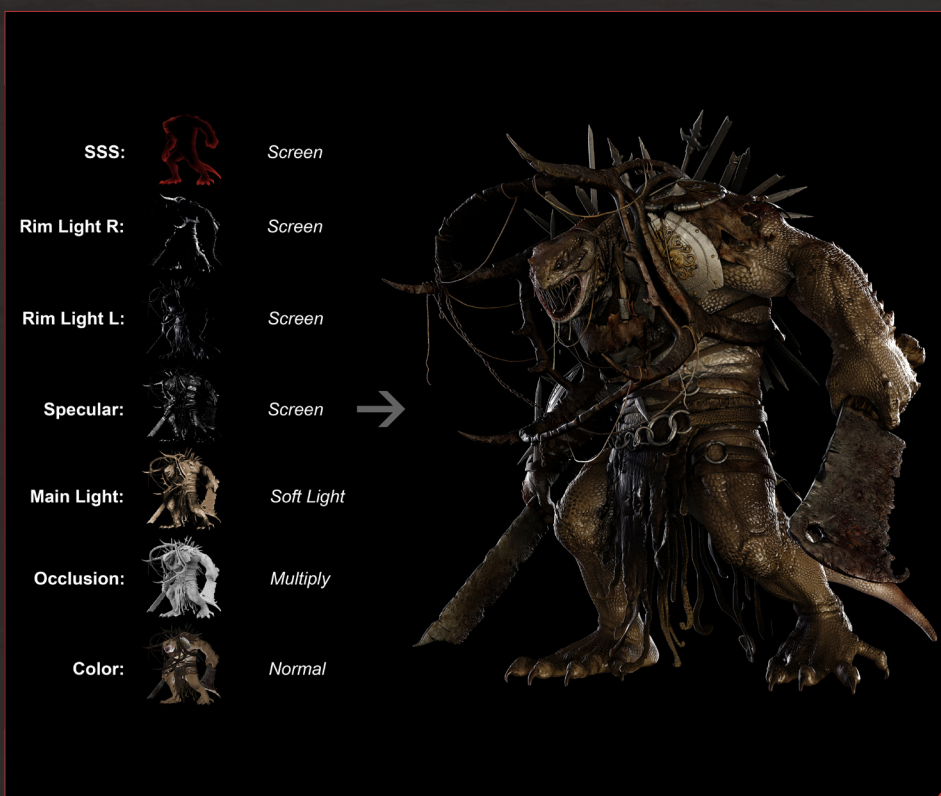 SSS: Screen
Rim Light R: Screen
Rim Light L: Screen
Specular: Screen
Main Light: Soft Light
Occlusion: Multiply
Color: Normal